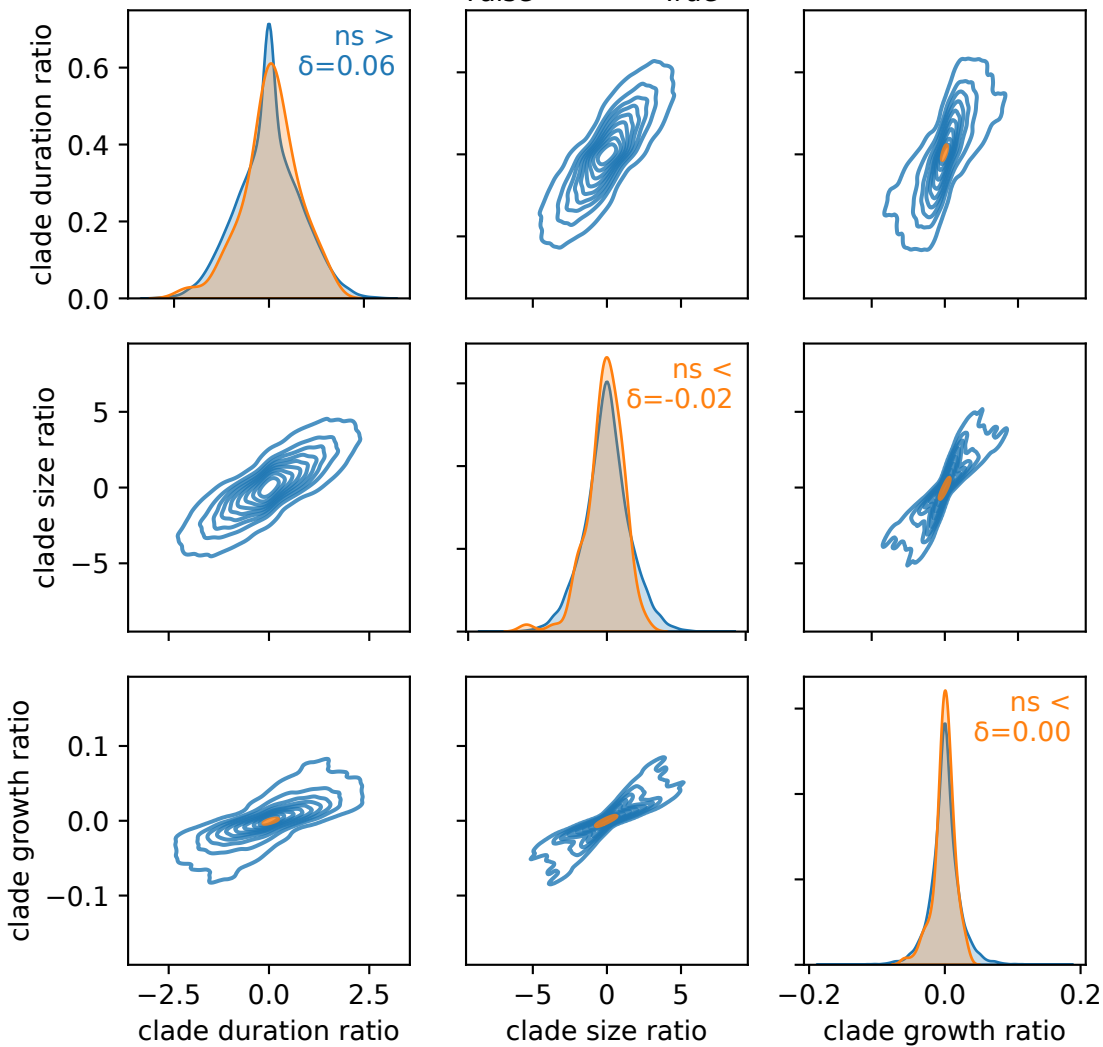 ns >
δ=0.06
clade duration ratio
0.6
0.4
0.2
0.0
ns <
δ=-0.02
clade size ratio
5
0
−5
ns <
δ=0.00
clade growth ratio
0.1
0.0
−0.1
−2.5 0.0 2.5
−5 0 5
−0.2 0.0 0.2
clade duration ratio
clade size ratio
clade growth ratio